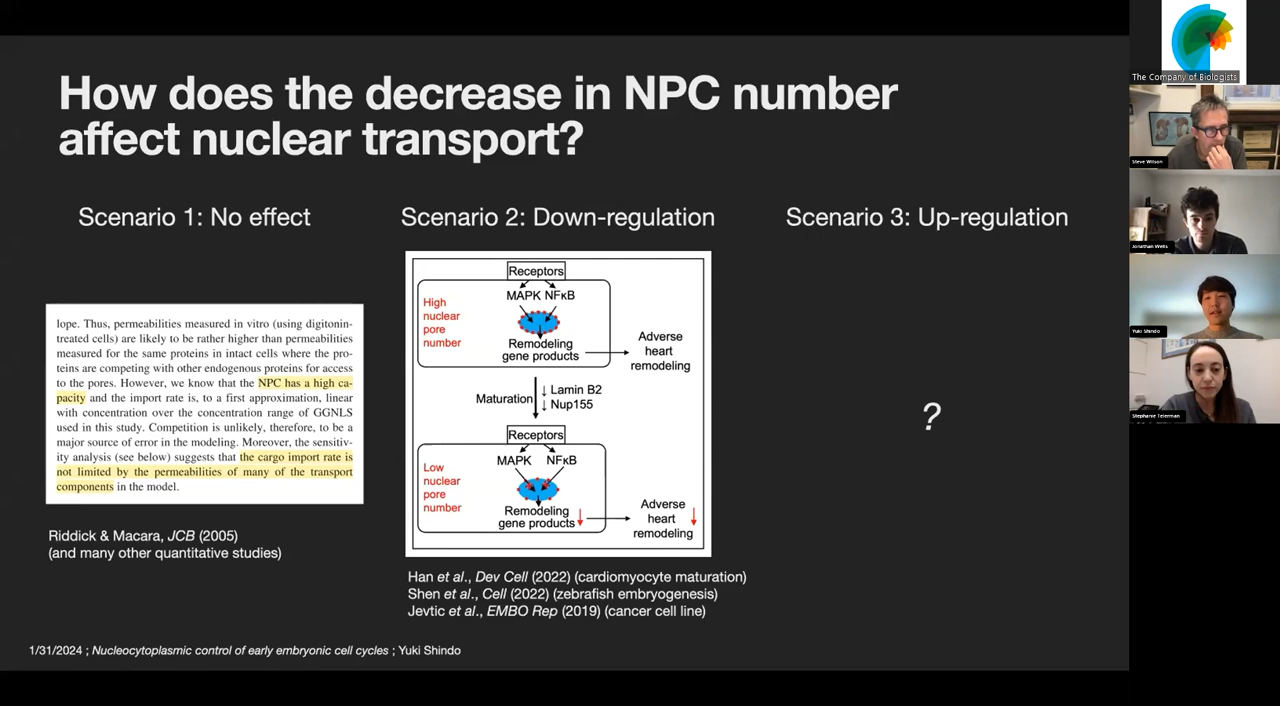 How does the decrease in NPC number
affect nuclear transport?
Scenario 1: No effect
Scenario 2: Down-regulation
Scenario 3: Up-regulation
lope. Thus, permeabilities measured in vitro (using digitonin-
treated cells) are likely to be rather higher than permeabilities
measured for the same proteins in intact cells where the pro-
teins are competing with other endogenous proteins for access
to the pores. However, we know that the NPC has a high ca-
pacity and the import rate is, to a first approximation, linear
with concentration over the concentration range of GGNLS
used in this study. Competition is unlikely, therefore, to be a
major source of error in the modeling. Moreover, the sensitiv-
ity analysis (see below) suggests that the cargo import rate is
not limited by the permeabilities of many of the transport
components in the model.
Riddick & Macara, JCB (2005)
(and many other quantitative studies)
Receptors
MAPK NFκB
High
nuclear
pore
number
Remodeling
gene products
Adverse
heart
remodeling
Maturation
↓ Lamin B2
↓ Nup155
Receptors
MAPK NFκB
Low
nuclear
pore
number
Remodeling
gene products
Adverse
heart
remodeling
Han et al., Dev Cell (2022) (cardiomyocyte maturation)
Shen et al., Cell (2022) (zebrafish embryogenesis)
Jevtic et al., EMBO Rep (2019) (cancer cell line)
?
1/31/2024 ; Nucleocytoplasmic control of early embryonic cell cycles ; Yuki Shindo
The Company of Biologists
Steve Wilson
Jonathan Wells
Yuki Shindo
Stephanie Telerman